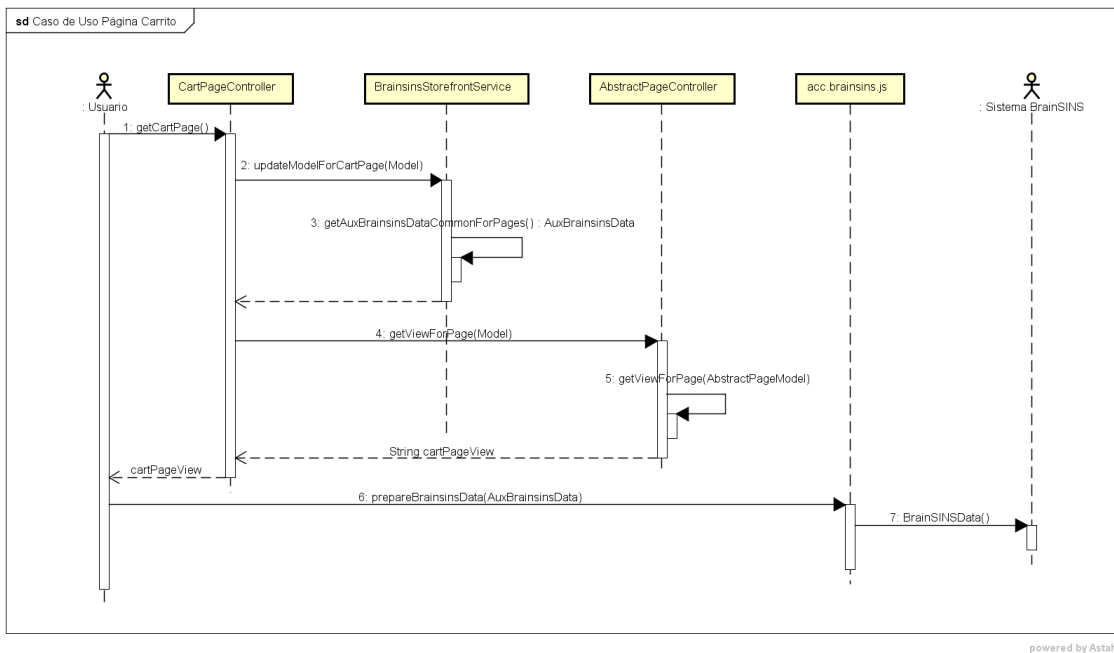 sd Caso de Uso Página Carrito
: Usuario
CartPageController
BrainsinsStorefrontService
AbstractPageController
acc.brainsins.js
: Sistema BrainSINS
1: getCartPage()
2: updateModelForCartPage(Model)
3: getAuxBrainsinsDataCommonForPages() : AuxBrainsinsData
4: getViewForPage(Model)
5: getViewForPage(AbstractPageModel)
String cartPageView
cartPageView
6: prepareBrainsinsData(AuxBrainsinsData)
7: BrainSINSData()
powered by Astah